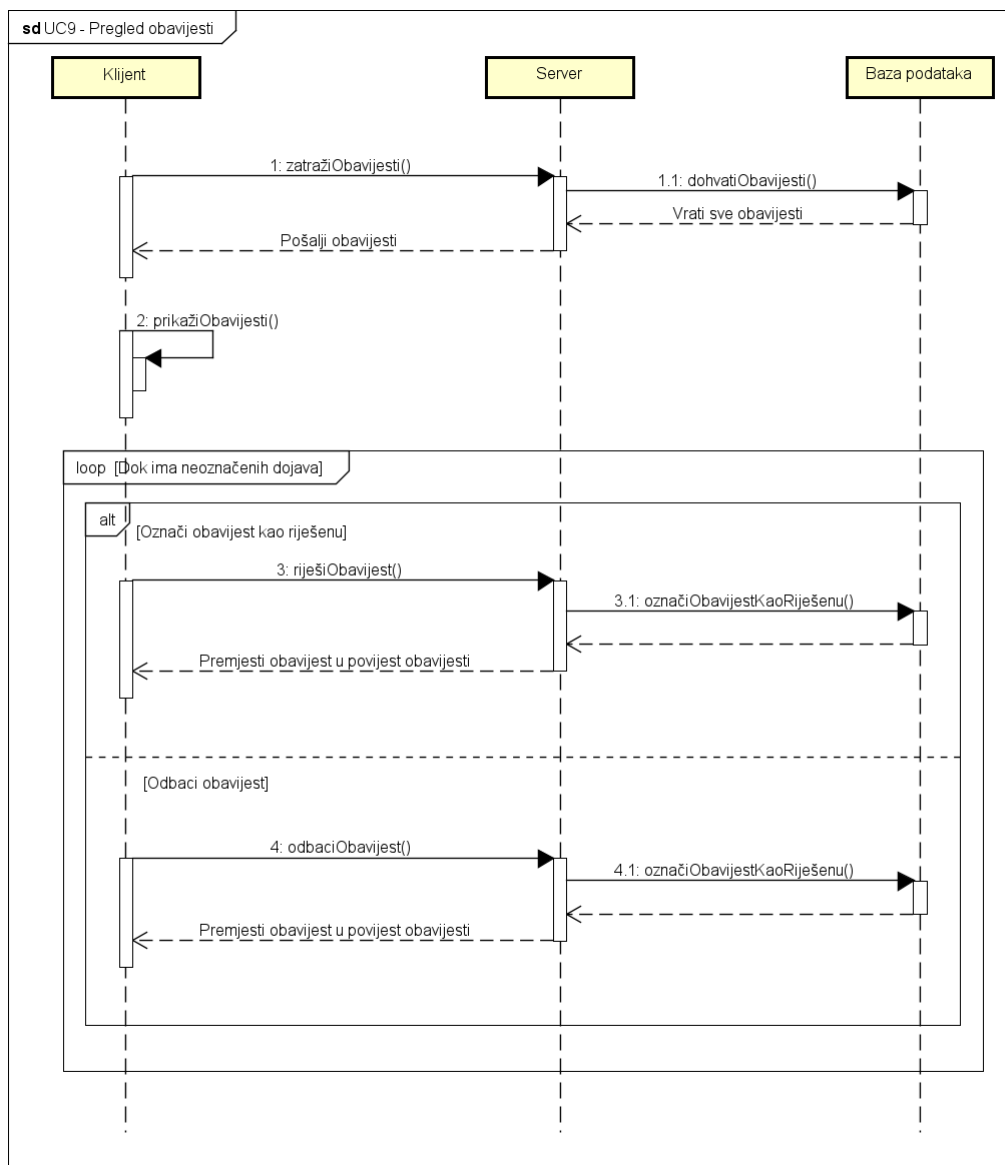 sd UC9 - Pregled obavijesti
Klijent
Server
Baza podataka
1: zatražiObavijesti()
1.1: dohvatiObavijesti()
Vrati sve obavijesti
Pošalji obavijesti
2: prikažiObavijesti()
loop [Dok ima neoznačenih dojava]
alt
[Označi obavijest kao riješenu]
3: riješiObavijest()
3.1: označiObavijestKaoRiješenu()
Premjesti obavijest u povijest obavijesti
[Odbaci obavijest]
4: odbaciObavijest()
4.1: označiObavijestKaoRiješenu()
Premjesti obavijest u povijest obavijesti